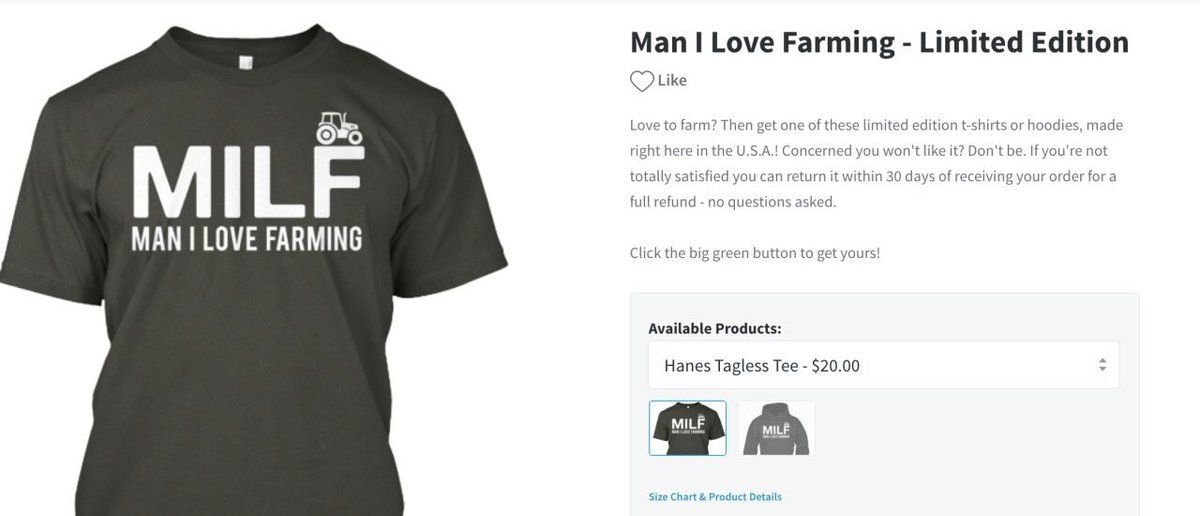 MILF
MAN I LOVE FARMING
Man I Love Farming - Limited Edition
Like
Love to farm? Then get one of these limited edition t-shirts or hoodies, made
right here in the U.S.A.! Concerned you won't like it? Don't be. If you're not
totally satisfied you can return it within 30 days of receiving your order for a
full refund - no questions asked.
Click the big green button to get yours!
Available Products:
Hanes Tagless Tee - $20.00
MILF
MAN I LOVE FARMING
MILF
MAN I LOVE FARMING
Size Chart & Product Details